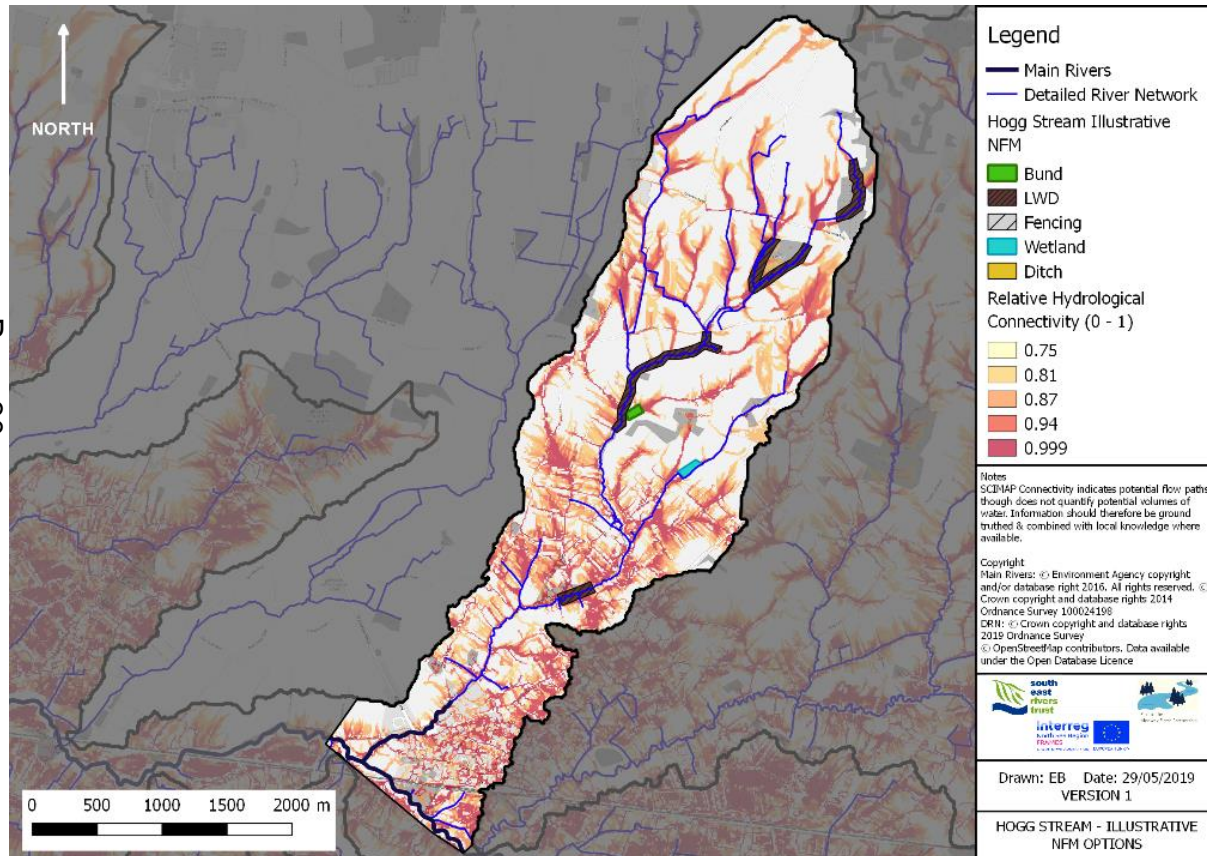 NORTH
0 500 1000 1500 2000 m
Legend
Main Rivers
Detailed River Network
Hogg Stream Illustrative
NFM
Bund
LWD
Fencing
Wetland
Ditch
Relative Hydrological
Connectivity (0 - 1)
0.75
0.81
0.87
0.94
0.999
Notes
SCIMAP Connectivity indicates potential flow paths
though does not quantify potential volumes of
water. Information should therefore be ground
truthed & combined with local knowledge where
available.
Copyright
Main Rivers: © Environment Agency copyright
and/or database right 2016. All rights reserved. ©
Crown copyright and database rights 2014
Ordnance Survey 100024198
DRN: © Crown copyright and database rights
2019 Ordnance Survey
© OpenStreetMap contributors. Data available
under the Open Database Licence
south
east
rivers
trust
Interreg
North Sea Region
FRAMES
Drawn: EB Date: 29/05/2019
VERSION 1
HOGG STREAM - ILLUSTRATIVE
NFM OPTIONS